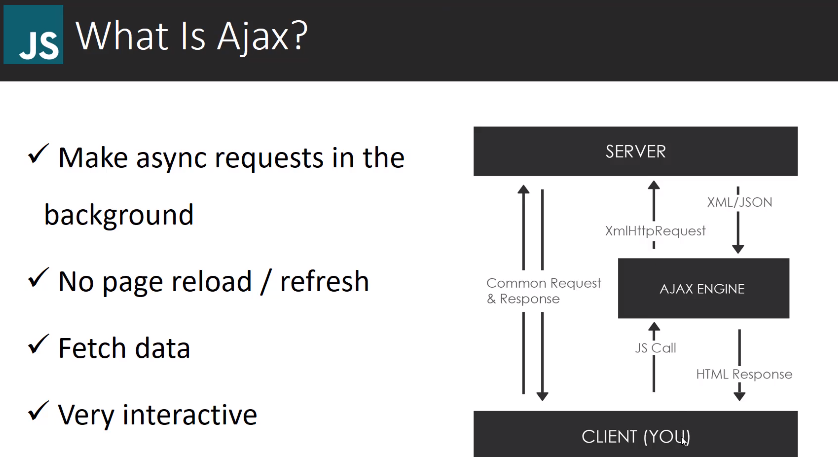 JS What Is Ajax?
✓ Make async requests in the
background
✓ No page reload / refresh
✓ Fetch data
✓ Very interactive
SERVER
XML/JSON
XmlHttpRequest
Common Request
& Response
AJAX ENGINE
JS Call
HTML Response
CLIENT (YOU)